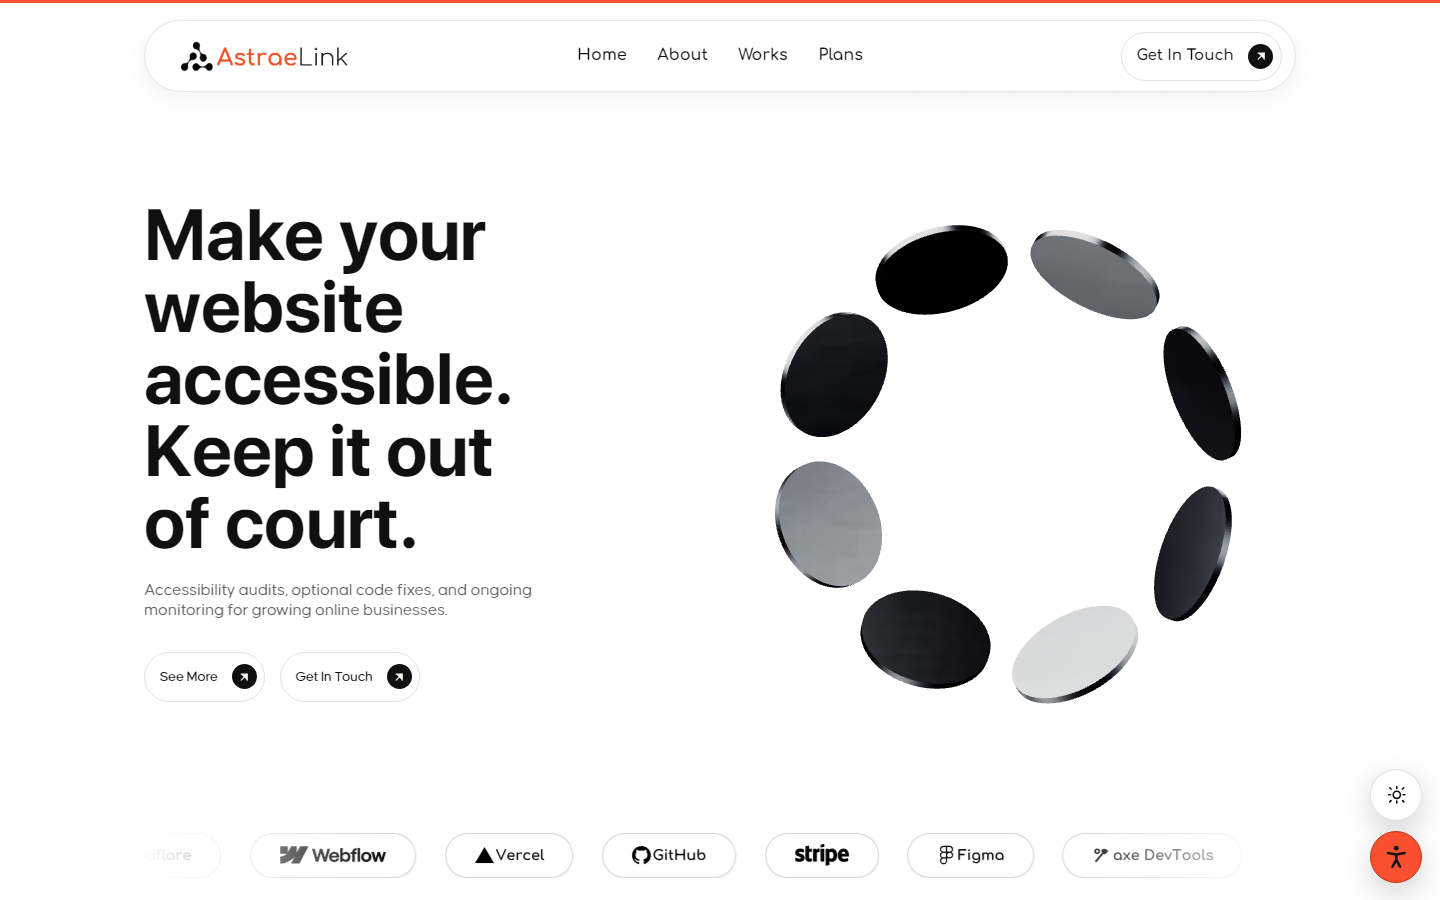 AstraeLink
Home About Works Plans
Get In Touch
Make your
website
accessible.
Keep it out
of court.
Accessibility audits, optional code fixes, and ongoing
monitoring for growing online businesses.
See More
Get In Touch
Webflow
Vercel
GitHub
stripe
Figma
axe DevTools